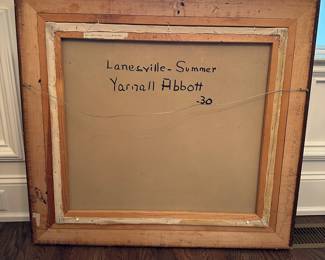 Lanesville - Summer
Yarnall Abbott
-30